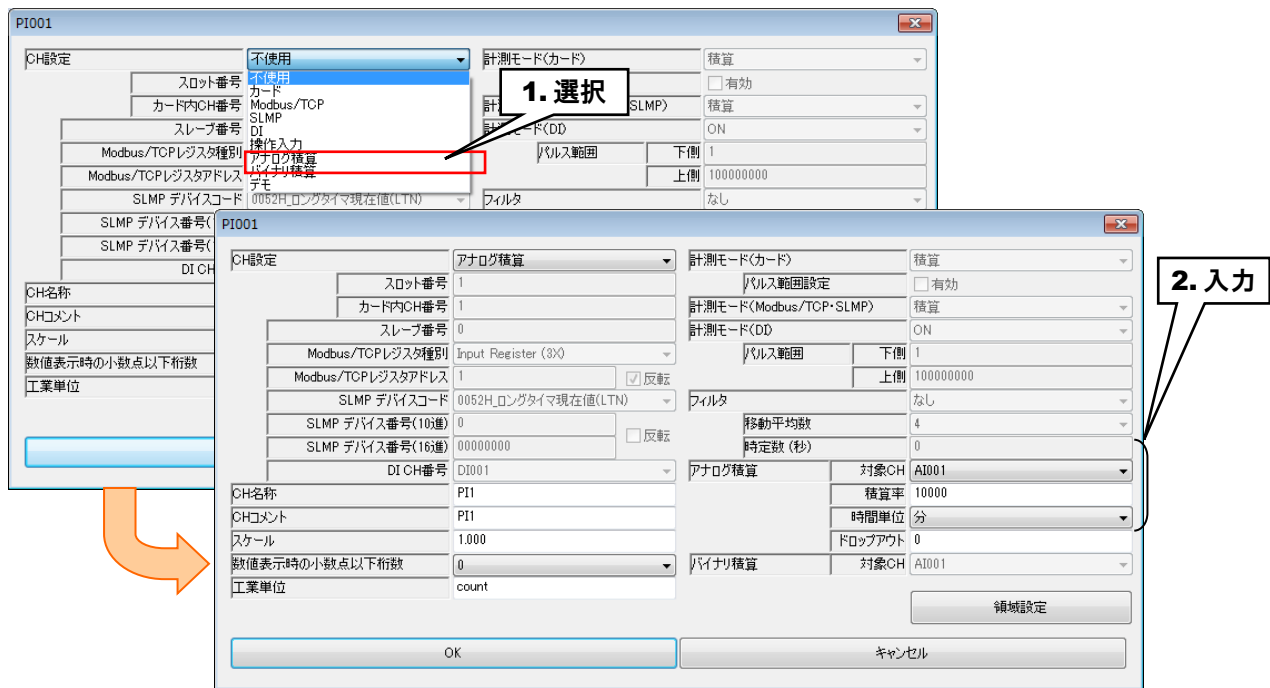 PI001
CH設定 不使用 計測モード(カード) 積算
スロット番号 不使用 有効
カード
カード内CH番号 Modbus/TCP SLMP) 積算
SLMP
スレーブ番号 DI 計測モード(DI) ON
操作入力
Modbus/TCPレジスタ種別 アナログ積算 パルス範囲 下側 1
バイナリ積算
Modbus/TCPレジスタアドレス デモ 上側 100000000
SLMP デバイスコード 0052H_ロングタイマ現在値(LTN) フィルタ なし
SLMP デバイス番号(
SLMP デバイス番号(
DI CH
CH名称
CHコメント
スケール
数値表示時の小数点以下桁数
工業単位
1. 選択
PI001
CH設定 アナログ積算 計測モード(カード) 積算
スロット番号 1 パルス範囲設定 有効
カード内CH番号 1 計測モード(Modbus/TCP・SLMP) 積算
スレーブ番号 0 計測モード(DI) ON
Modbus/TCPレジスタ種別 Input Register (3X) パルス範囲 下側 1
Modbus/TCPレジスタアドレス 1 反転 上側 100000000
SLMP デバイスコード 0052H_ロングタイマ現在値(LTN) フィルタ なし
SLMP デバイス番号(10進) 0 反転 移動平均数 4
SLMP デバイス番号(16進) 00000000 時定数 (秒) 0
DI CH番号 DI001 アナログ積算 対象CH AI001
CH名称 PI1 積算率 10000
CHコメント PI1 時間単位 分
スケール 1.000 ドロップアウト 0
数値表示時の小数点以下桁数 0 バイナリ積算 対象CH AI001
工業単位 count
領域設定
OK キャンセル
2. 入力